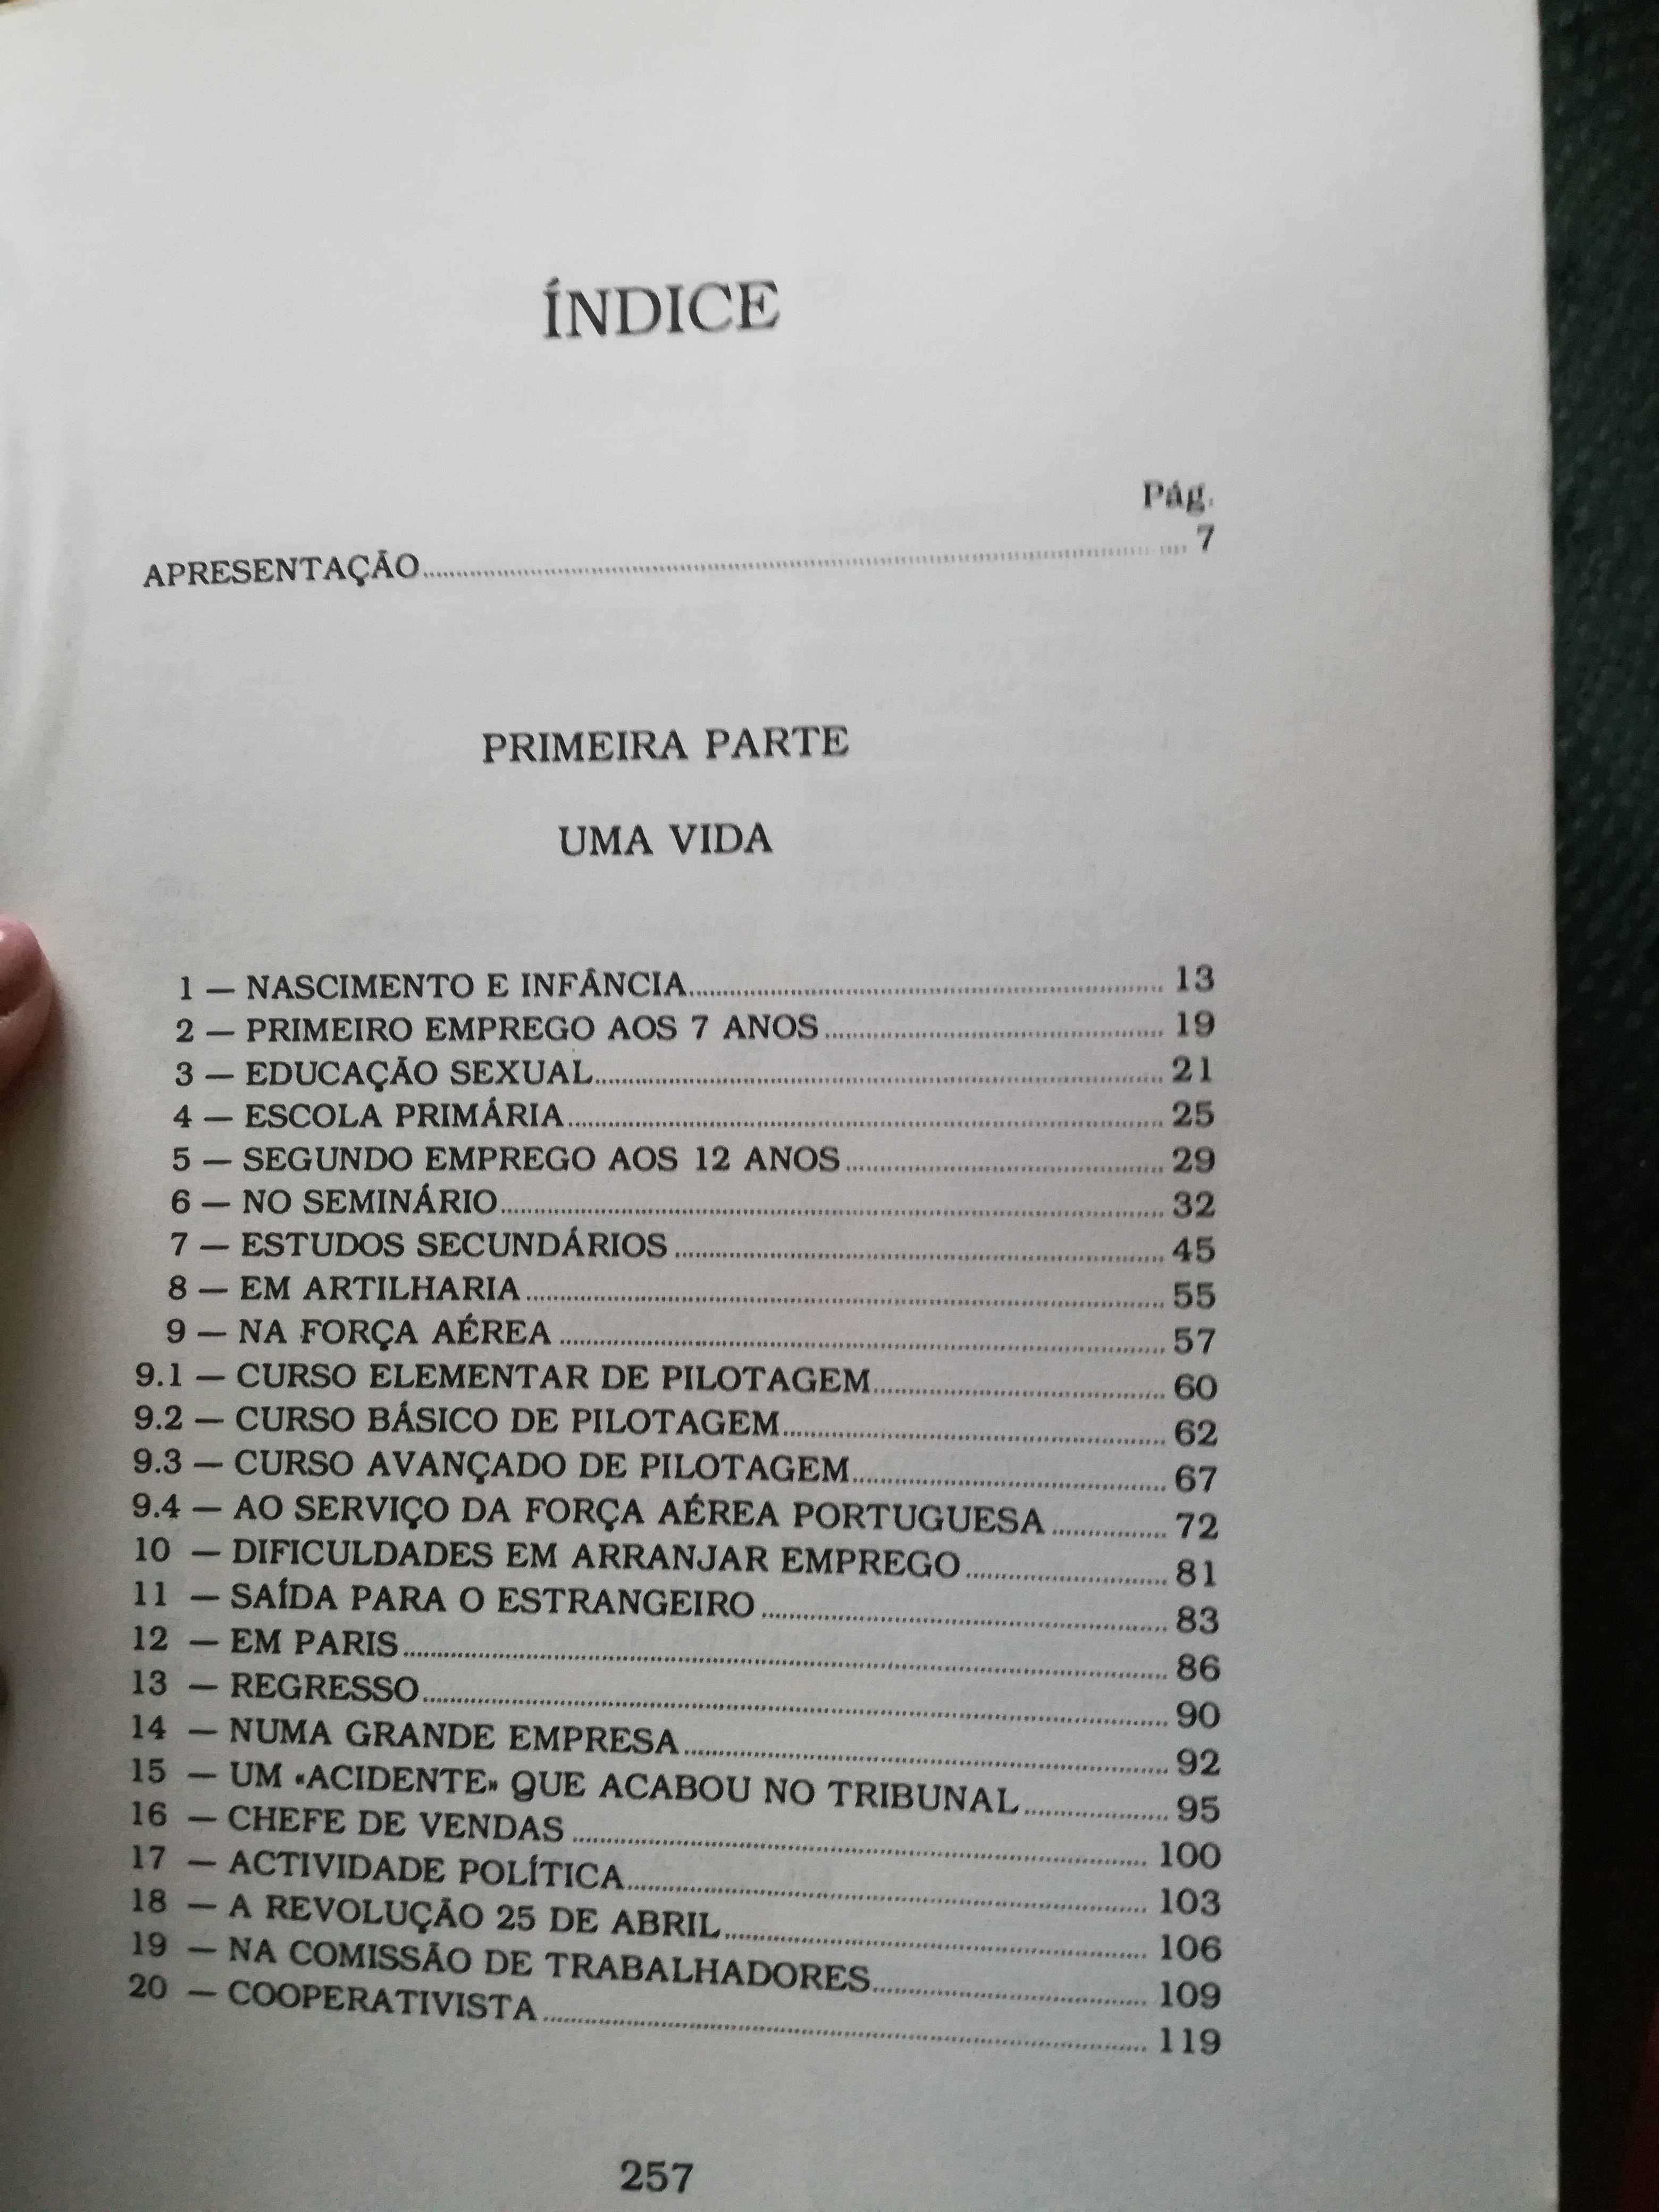 ÍNDICE
Pág.
APRESENTAÇÃO........ 7
PRIMEIRA PARTE
UMA VIDA
1 — NASCIMENTO E INFÂNCIA........ 13
2 — PRIMEIRO EMPREGO AOS 7 ANOS........ 19
3 — EDUCAÇÃO SEXUAL........ 21
4 — ESCOLA PRIMÁRIA........ 25
5 — SEGUNDO EMPREGO AOS 12 ANOS........ 29
6 — NO SEMINÁRIO........ 32
7 — ESTUDOS SECUNDÁRIOS........ 45
8 — EM ARTILHARIA........ 55
9 — NA FORÇA AÉREA........ 57
9.1 — CURSO ELEMENTAR DE PILOTAGEM........ 60
9.2 — CURSO BÁSICO DE PILOTAGEM........ 62
9.3 — CURSO AVANÇADO DE PILOTAGEM........ 67
9.4 — AO SERVIÇO DA FORÇA AÉREA PORTUGUESA........ 72
10 — DIFICULDADES EM ARRANJAR EMPREGO........ 81
11 — SAÍDA PARA O ESTRANGEIRO........ 83
12 — EM PARIS........ 86
13 — REGRESSO........ 90
14 — NUMA GRANDE EMPRESA........ 92
15 — UM «ACIDENTE» QUE ACABOU NO TRIBUNAL........ 95
16 — CHEFE DE VENDAS........ 100
17 — ACTIVIDADE POLÍTICA........ 103
18 — A REVOLUÇÃO 25 DE ABRIL........ 106
19 — NA COMISSÃO DE TRABALHADORES........ 109
20 — COOPERATIVISTA........ 119
257